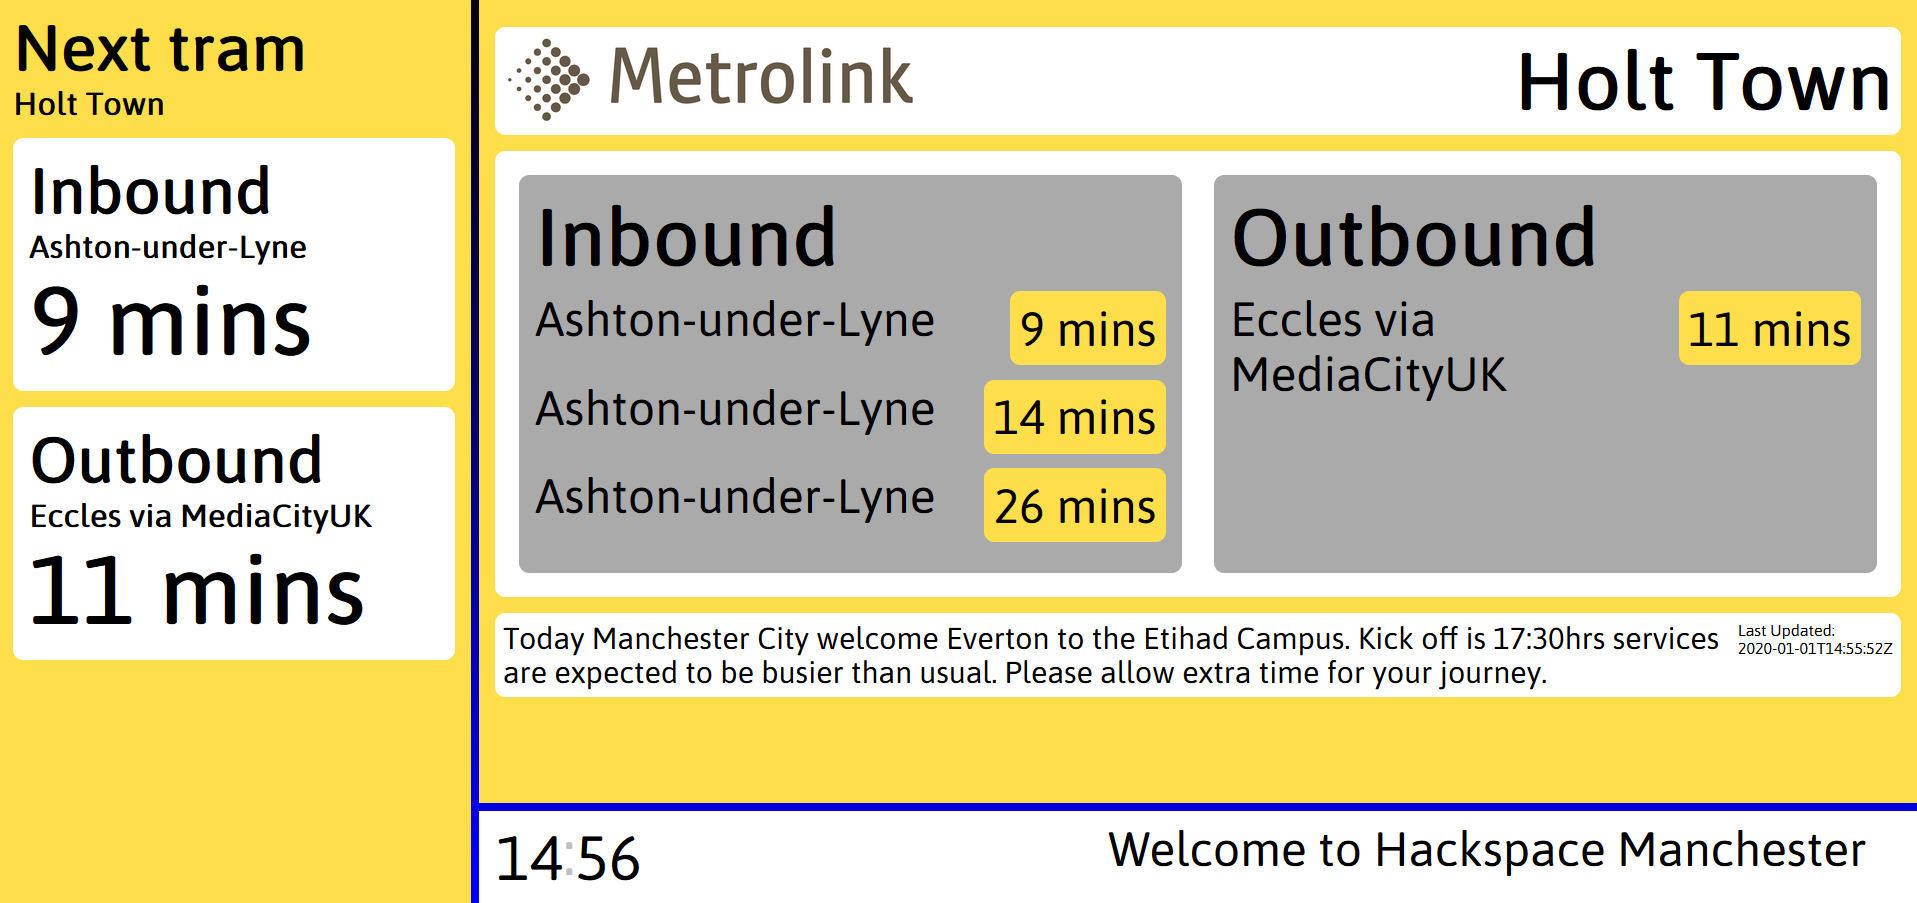 Next tram
Holt Town
Inbound
Ashton-under-Lyne
9 mins
Outbound
Eccles via MediaCityUK
11 mins
Metrolink
Holt Town
Inbound
Ashton-under-Lyne 9 mins
Ashton-under-Lyne 14 mins
Ashton-under-Lyne 26 mins
Outbound
Eccles via 11 mins
MediaCityUK
Today Manchester City welcome Everton to the Etihad Campus. Kick off is 17:30hrs services
are expected to be busier than usual. Please allow extra time for your journey.
Last Updated:
2020-01-01T14:55:52Z
14:56
Welcome to Hackspace Manchester